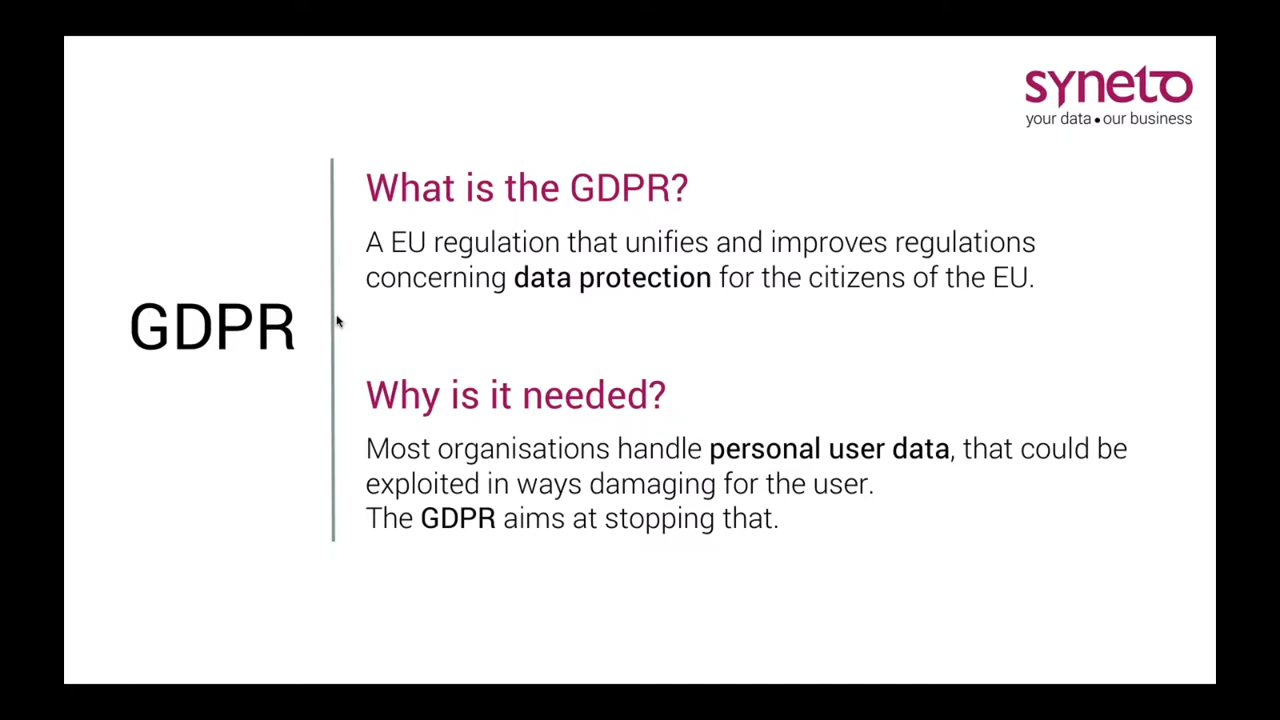 syneto
your data•our business
GDPR
What is the GDPR?
A EU regulation that unifies and improves regulations
concerning data protection for the citizens of the EU.
Why is it needed?
Most organisations handle personal user data, that could be
exploited in ways damaging for the user.
The GDPR aims at stopping that.